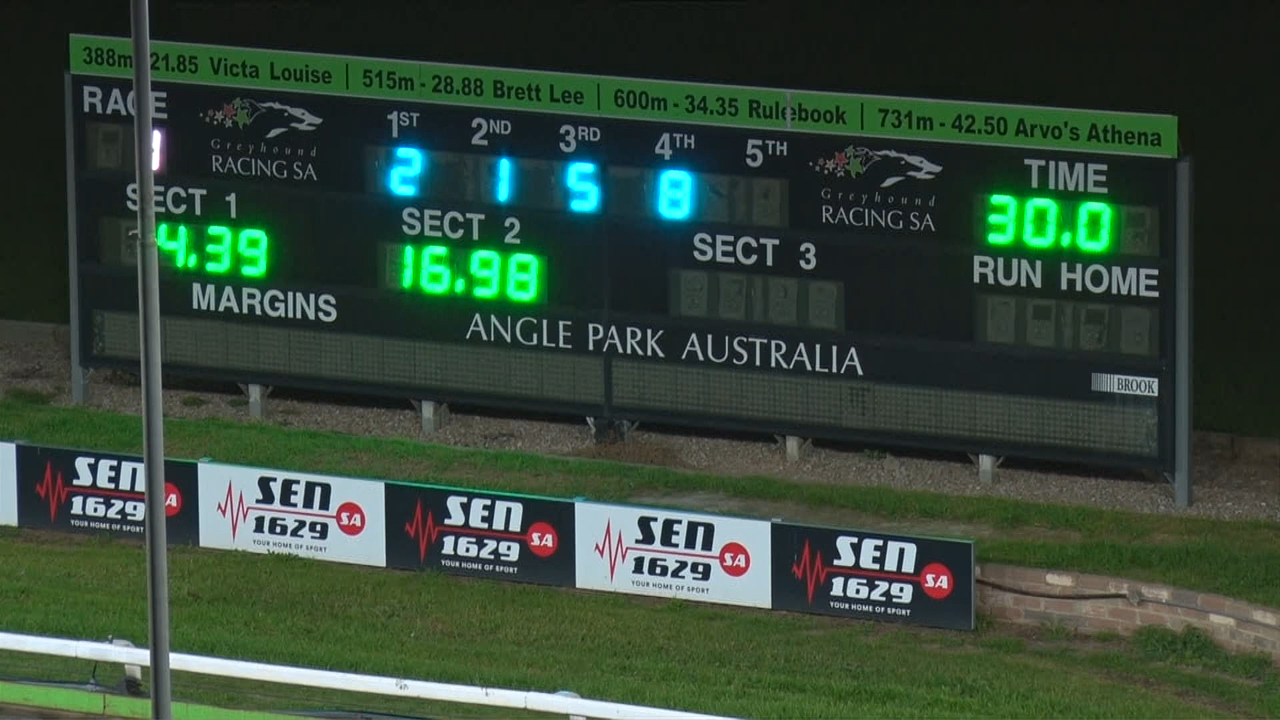 388m 21.85 Victa Louise | 515m - 28.88 Brett Lee | 600m - 34.35 Rulebook | 731m - 42.50 Arvo's Athena
RACE
Greyhound
RACING SA
1ST 2ND 3RD 4TH 5TH
2 1 5 8
Greyhound
RACING SA
TIME
30.0
SECT 1
4.39
SECT 2
16.98
SECT 3
RUN HOME
MARGINS
ANGLE PARK AUSTRALIA
BROOK
SEN
1629
YOUR HOME OF SPORT
SEN
1629 SA
YOUR HOME OF SPORT
SEN
1629 SA
YOUR HOME OF SPORT
SEN
1629 SA
YOUR HOME OF SPORT
SEN
1629 SA
YOUR HOME OF SPORT